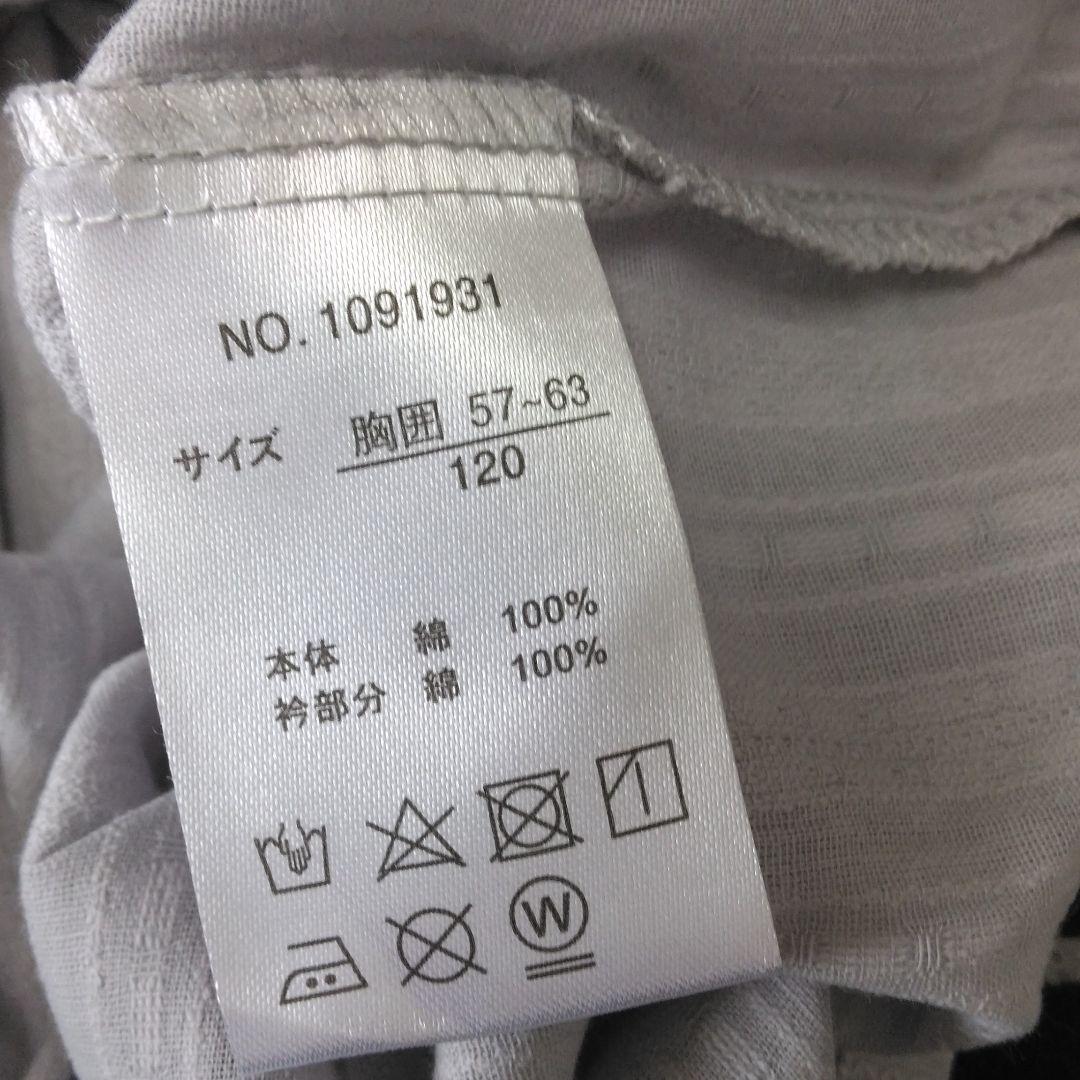 NO. 1091931
サイズ 胸囲 57~63
120
本体 綿 100%
衿部分 綿 100%
W